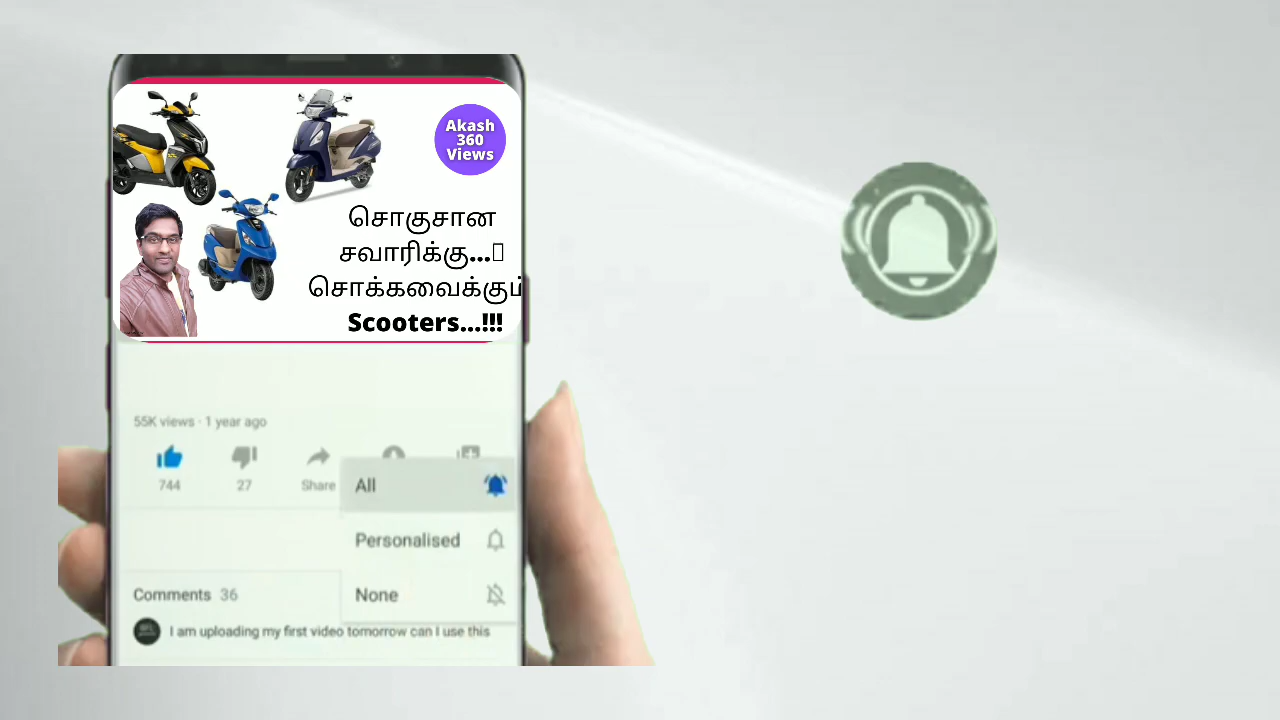 Akash
360
Views
சொகுசான
சவாரிக்கு...
சொக்கவைக்கும்
Scooters...!!!
55K views · 1 year ago
744
27
Share
All
Personalised
None
Comments 36
I am uploading my first video tomorrow can I use this